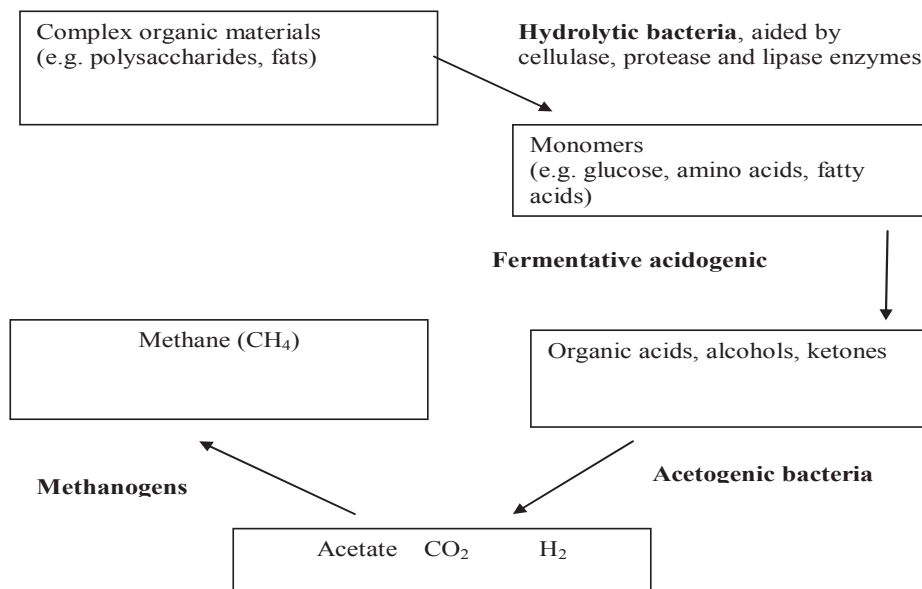 Complex organic materials
(e.g. polysaccharides, fats)
Hydrolytic bacteria, aided by
cellulase, protease and lipase enzymes
Monomers
(e.g. glucose, amino acids, fatty
acids)
Fermentative acidogenic
Methane (CH₄)
Organic acids, alcohols, ketones
Methanogens
Acetogenic bacteria
Acetate CO₂ H₂